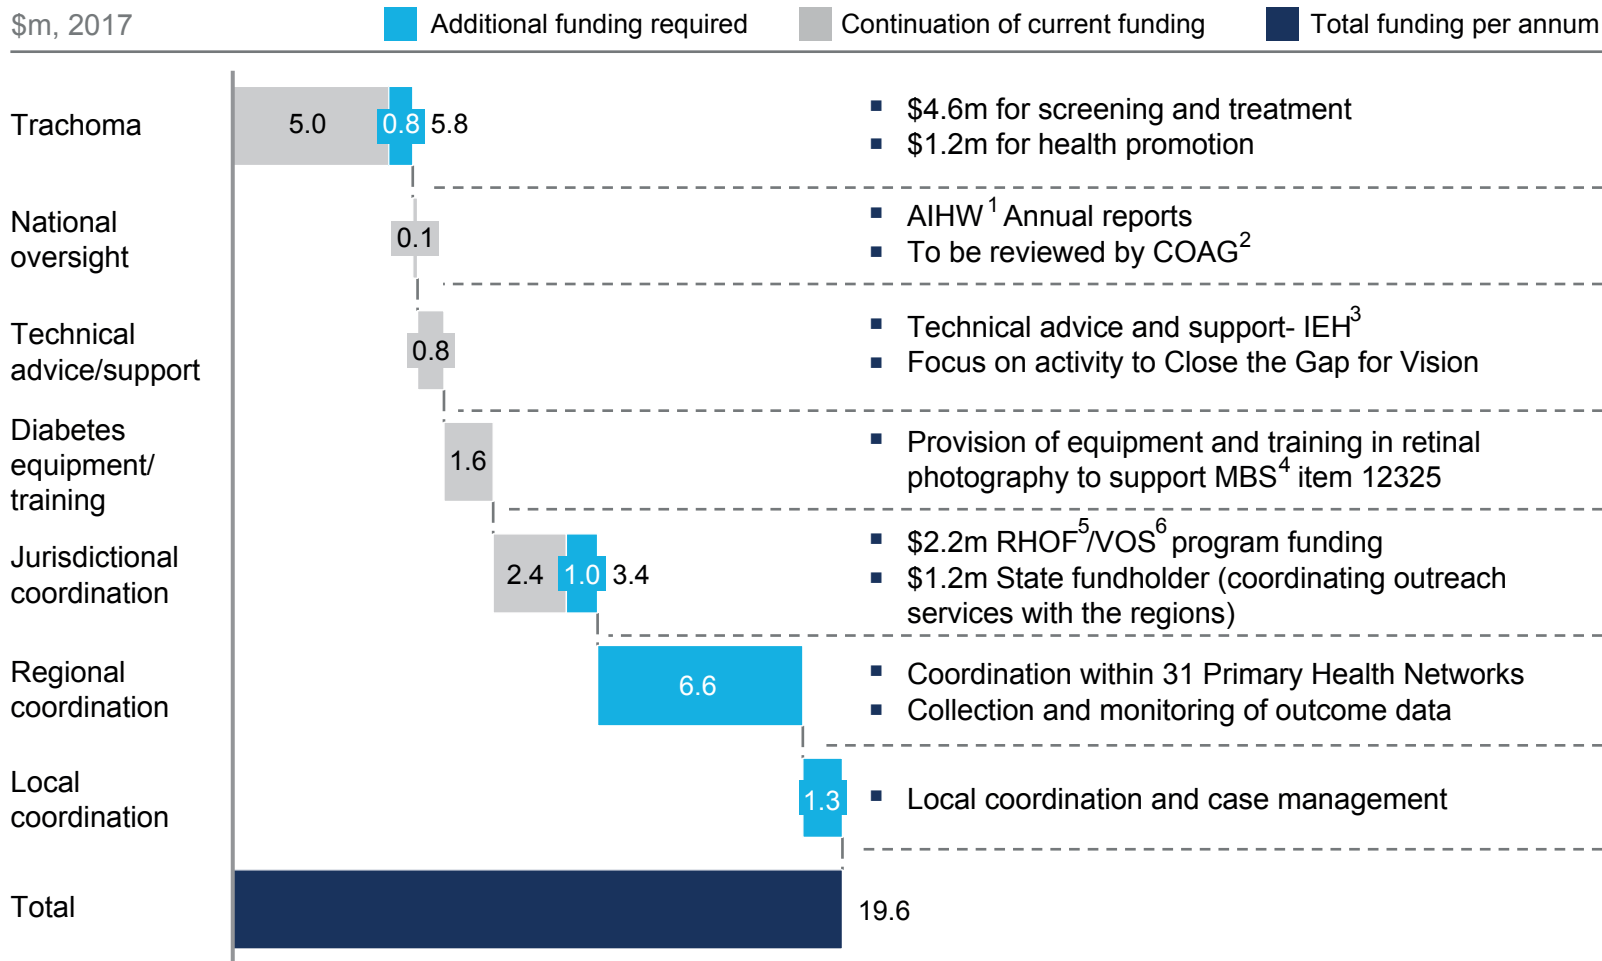 $m, 2017
Additional funding required
Continuation of current funding
Total funding per annum
Trachoma
5.0
0.8
5.8
▪ $4.6m for screening and treatment
▪ $1.2m for health promotion
National
oversight
0.1
▪ AIHW¹ Annual reports
▪ To be reviewed by COAG²
Technical
advice/support
0.8
▪ Technical advice and support- IEH³
▪ Focus on activity to Close the Gap for Vision
Diabetes
equipment/
training
1.6
▪ Provision of equipment and training in retinal
photography to support MBS⁴ item 12325
Jurisdictional
coordination
2.4
1.0
3.4
▪ $2.2m RHOF⁵/VOS⁶ program funding
▪ $1.2m State fundholder (coordinating outreach
services with the regions)
Regional
coordination
6.6
▪ Coordination within 31 Primary Health Networks
▪ Collection and monitoring of outcome data
Local
coordination
1.3
▪ Local coordination and case management
Total
19.6